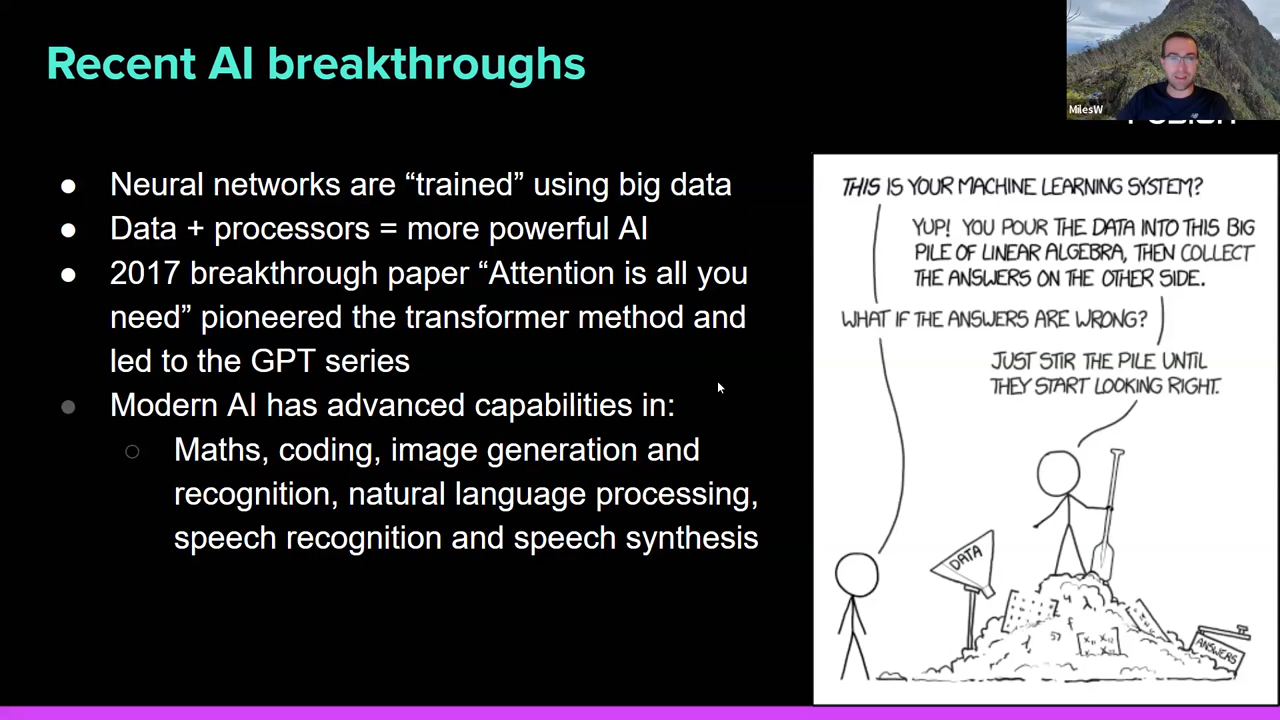 Recent AI breakthroughs
MilesW
Neural networks are “trained” using big data
Data + processors = more powerful AI
2017 breakthrough paper “Attention is all you
need” pioneered the transformer method and
led to the GPT series
Modern AI has advanced capabilities in:
Maths, coding, image generation and
recognition, natural language processing,
speech recognition and speech synthesis
THIS IS YOUR MACHINE LEARNING SYSTEM?
YUP! YOU POUR THE DATA INTO THIS BIG
PILE OF LINEAR ALGEBRA, THEN COLLECT
THE ANSWERS ON THE OTHER SIDE.
WHAT IF THE ANSWERS ARE WRONG?
JUST STIR THE PILE UNTIL
THEY START LOOKING RIGHT.
DATA
ANSWERS